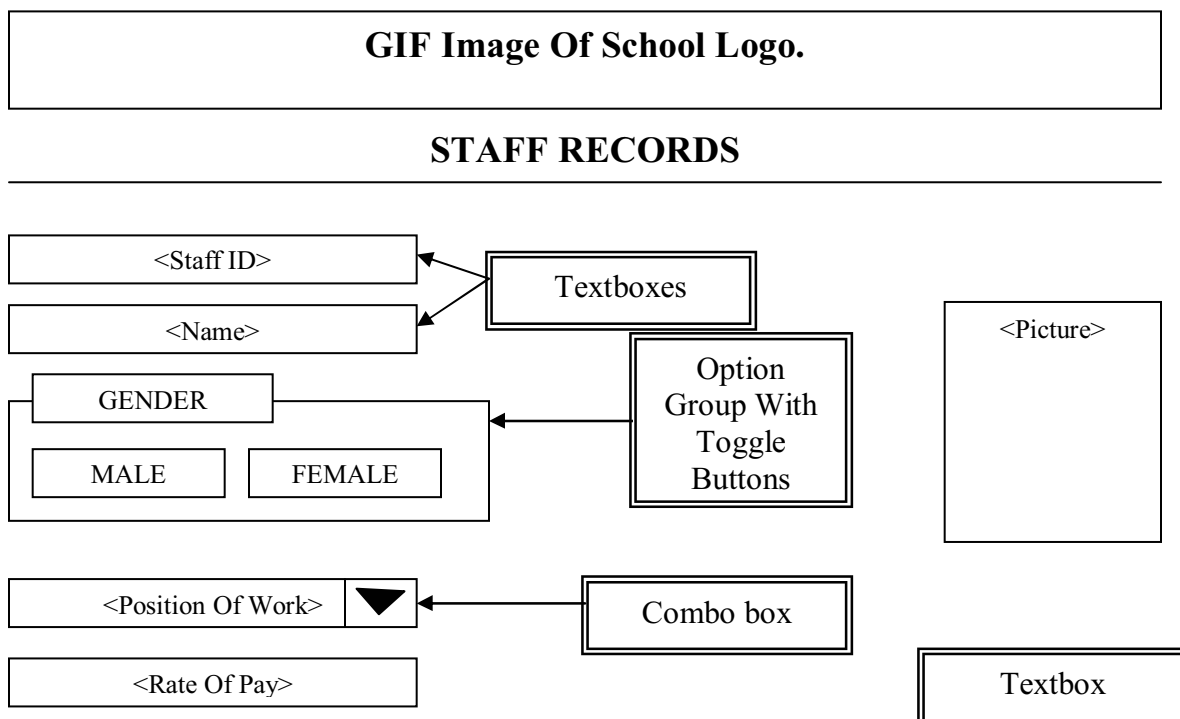 GIF Image Of School Logo.
STAFF RECORDS
<Staff ID>
Textboxes
<Name>
<Picture>
Option
Group With
Toggle
Buttons
GENDER
MALE
FEMALE
<Position Of Work>
Combo box
<Rate Of Pay>
Textbox